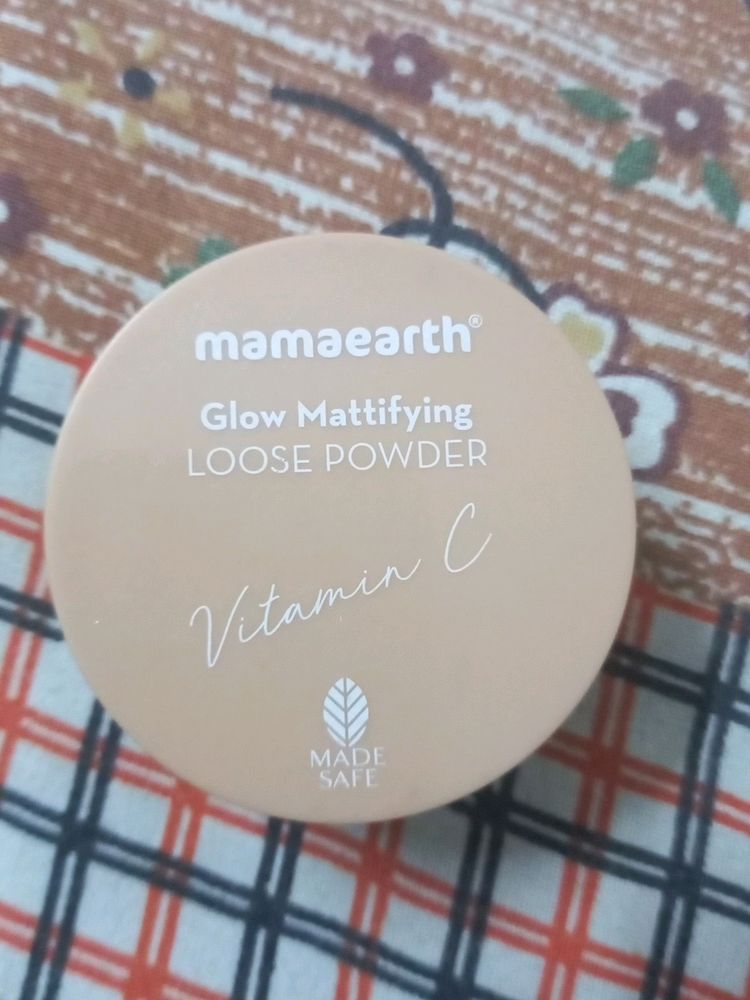 mamaearth®
Glow Mattifying
LOOSE POWDER
Vitamin C
MADE
SAFE